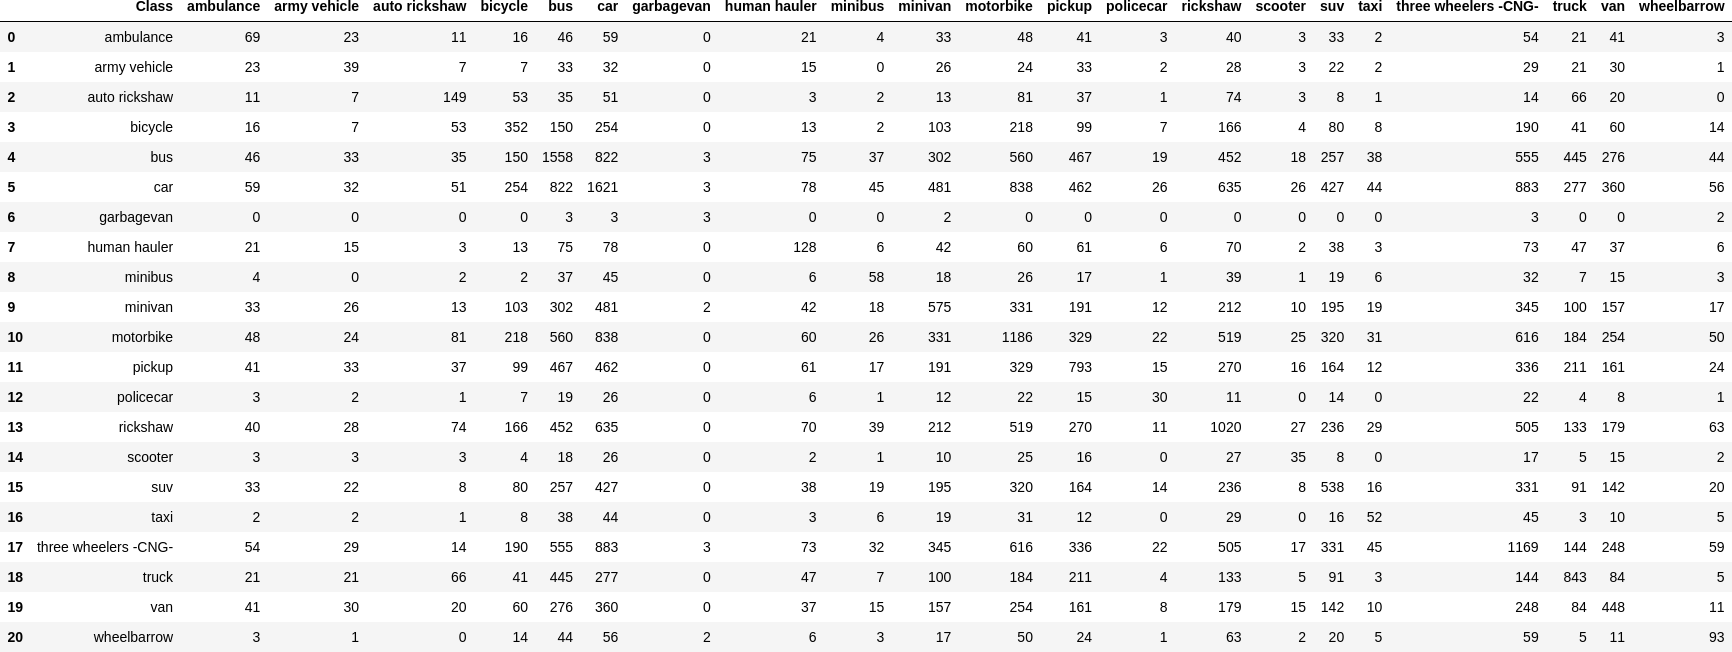 Class ambulance army vehicle auto rickshaw bicycle bus car garbagevan human hauler minibus minivan motorbike pickup policecar rickshaw scooter suv taxi three wheelers -CNG- truck van wheelbarrow
0 ambulance 69 23 11 16 46 59 0 21 4 33 48 41 3 40 3 33 2 54 21 41 3
1 army vehicle 23 39 7 7 33 32 0 15 0 26 24 33 2 28 3 22 2 29 21 30 1
2 auto rickshaw 11 7 149 53 35 51 0 3 2 13 81 37 1 74 3 8 1 14 66 20 0
3 bicycle 16 7 53 352 150 254 0 13 2 103 218 99 7 166 4 80 8 190 41 60 14
4 bus 46 33 35 150 1558 822 3 75 37 302 560 467 19 452 18 257 38 555 445 276 44
5 car 59 32 51 254 822 1621 3 78 45 481 838 462 26 635 26 427 44 883 277 360 56
6 garbagevan 0 0 0 0 3 3 3 0 0 2 0 0 0 0 0 0 0 3 0 0 2
7 human hauler 21 15 3 13 75 78 0 128 6 42 60 61 6 70 2 38 3 73 47 37 6
8 minibus 4 0 2 2 37 45 0 6 58 18 26 17 1 39 1 19 6 32 7 15 3
9 minivan 33 26 13 103 302 481 2 42 18 575 331 191 12 212 10 195 19 345 100 157 17
10 motorbike 48 24 81 218 560 838 0 60 26 331 1186 329 22 519 25 320 31 616 184 254 50
11 pickup 41 33 37 99 467 462 0 61 17 191 329 793 15 270 16 164 12 336 211 161 24
12 policecar 3 2 1 7 19 26 0 6 1 12 22 15 30 11 0 14 0 22 4 8 1
13 rickshaw 40 28 74 166 452 635 0 70 39 212 519 270 11 1020 27 236 29 505 133 179 63
14 scooter 3 3 3 4 18 26 0 2 1 10 25 16 0 27 35 8 0 17 5 15 2
15 suv 33 22 8 80 257 427 0 38 19 195 320 164 14 236 8 538 16 331 91 142 20
16 taxi 2 2 1 8 38 44 0 3 6 19 31 12 0 29 0 16 52 45 3 10 5
17 three wheelers -CNG- 54 29 14 190 555 883 3 73 32 345 616 336 22 505 17 331 45 1169 144 248 59
18 truck 21 21 66 41 445 277 0 47 7 100 184 211 4 133 5 91 3 144 843 84 5
19 van 41 30 20 60 276 360 0 37 15 157 254 161 8 179 15 142 10 248 84 448 11
20 wheelbarrow 3 1 0 14 44 56 2 6 3 17 50 24 1 63 2 20 5 59 5 11 93